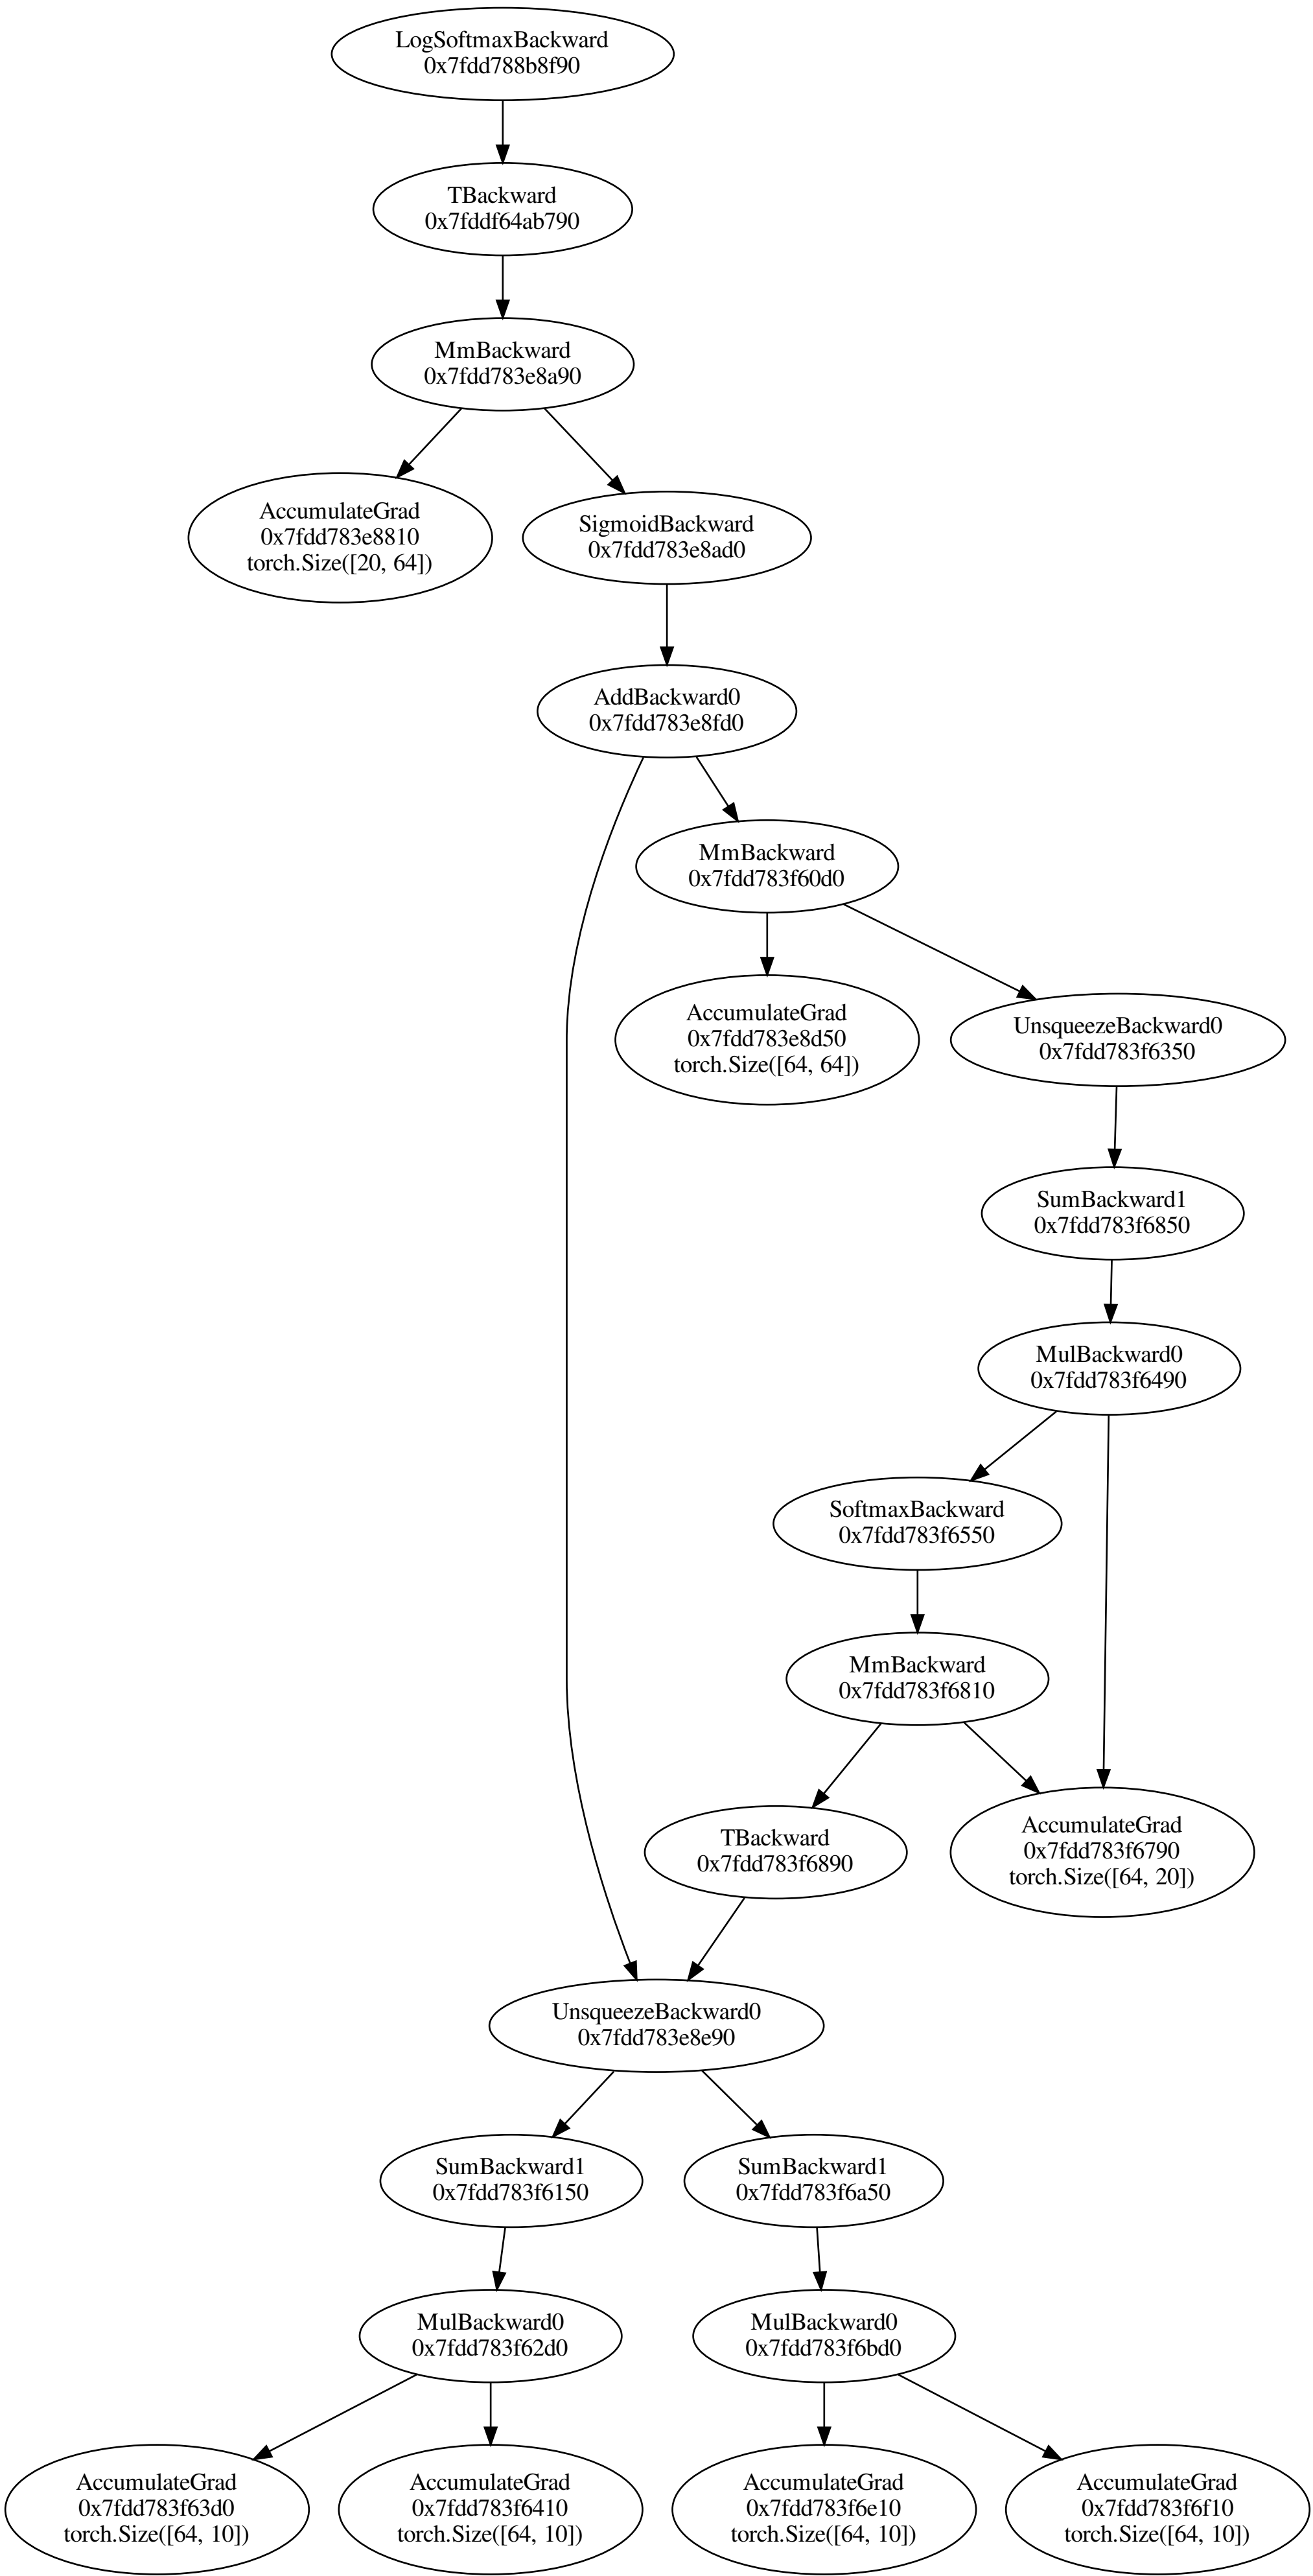 LogSoftmaxBackward
0x7fdd788b8f90
TBackward
0x7fddf64ab790
MmBackward
0x7fdd783e8a90
AccumulateGrad
0x7fdd783e8810
torch.Size([20, 64])
SigmoidBackward
0x7fdd783e8ad0
AddBackward0
0x7fdd783e8fd0
MmBackward
0x7fdd783f60d0
AccumulateGrad
0x7fdd783e8d50
torch.Size([64, 64])
UnsqueezeBackward0
0x7fdd783f6350
SumBackward1
0x7fdd783f6850
MulBackward0
0x7fdd783f6490
SoftmaxBackward
0x7fdd783f6550
MmBackward
0x7fdd783f6810
TBackward
0x7fdd783f6890
AccumulateGrad
0x7fdd783f6790
torch.Size([64, 20])
UnsqueezeBackward0
0x7fdd783e8e90
SumBackward1
0x7fdd783f6150
SumBackward1
0x7fdd783f6a50
MulBackward0
0x7fdd783f62d0
MulBackward0
0x7fdd783f6bd0
AccumulateGrad
0x7fdd783f63d0
torch.Size([64, 10])
AccumulateGrad
0x7fdd783f6410
torch.Size([64, 10])
AccumulateGrad
0x7fdd783f6e10
torch.Size([64, 10])
AccumulateGrad
0x7fdd783f6f10
torch.Size([64, 10])